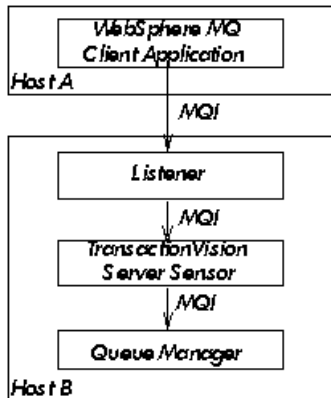 WebSphere MQ
Client Application
Host A
MQI
Listener
MQI
TransactionVision
Server Sensor
MQI
Queue Manager
Host B